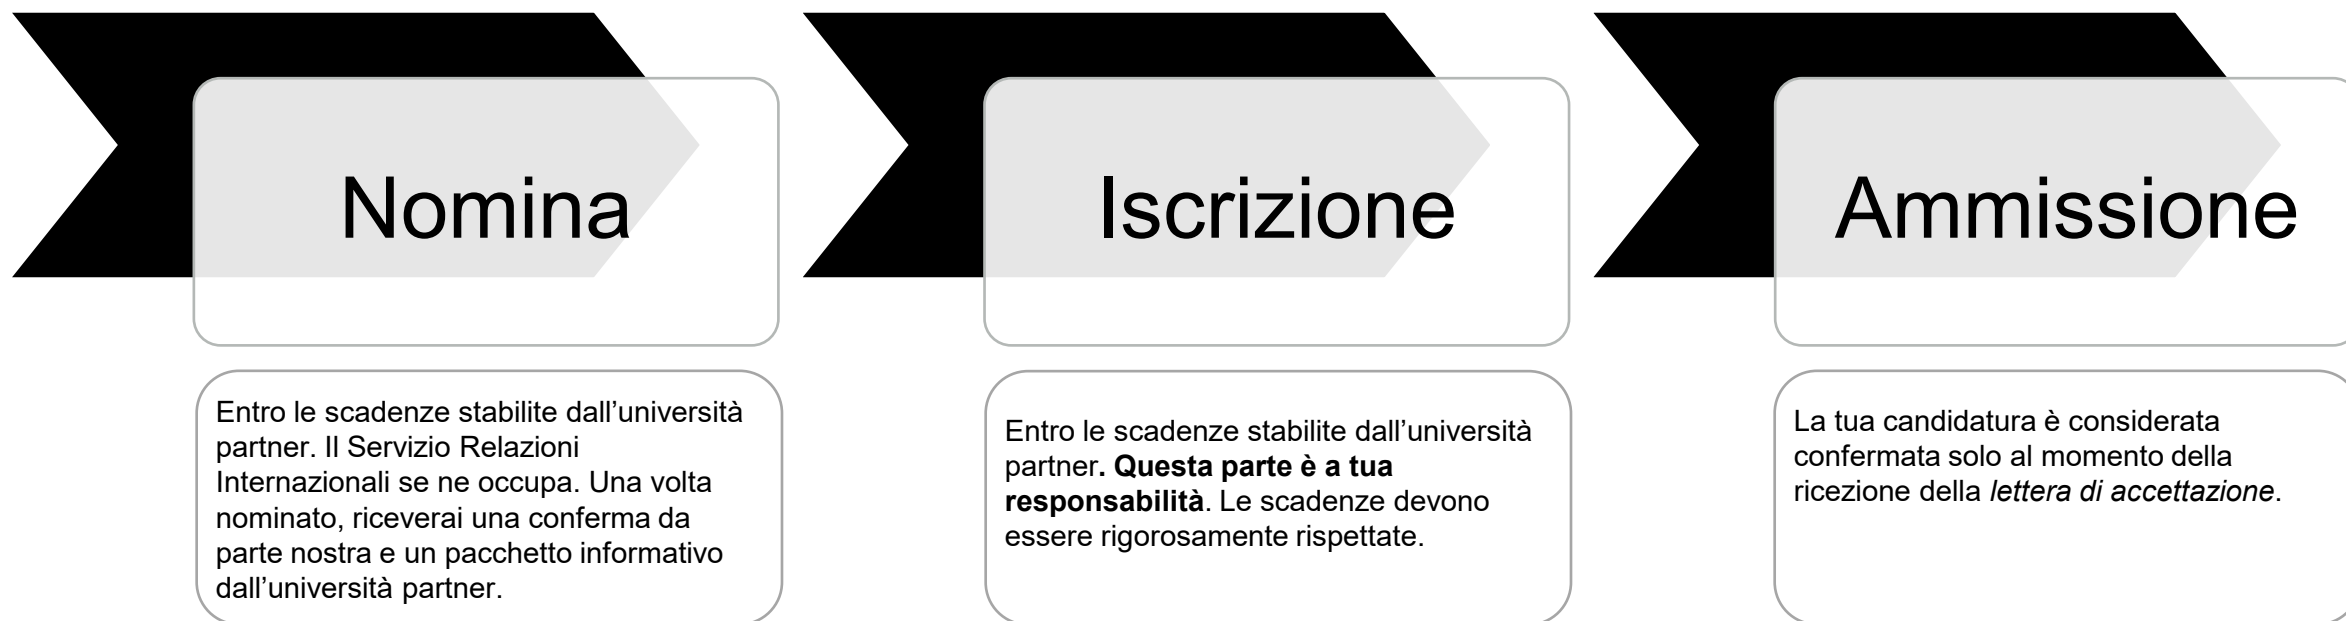 Nomina
Entro le scadenze stabilite dall’università
partner. Il Servizio Relazioni
Internazionali se ne occupa. Una volta
nominato, riceverai una conferma da
parte nostra e un pacchetto informativo
dall’università partner.
Iscrizione
Entro le scadenze stabilite dall’università
partner. Questa parte è a tua
responsabilità. Le scadenze devono
essere rigorosamente rispettate.
Ammissione
La tua candidatura è considerata
confermata solo al momento della
ricezione della lettera di accettazione.